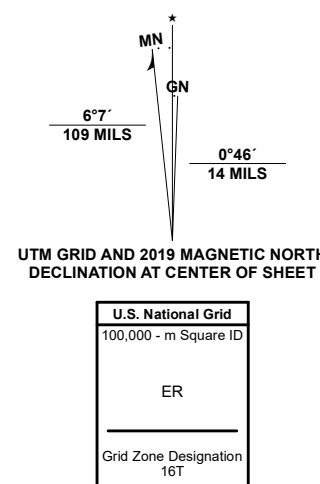 ★
MN
GN
6°7´
109 MILS
0°46´
14 MILS
UTM GRID AND 2019 MAGNETIC NORTH
DECLINATION AT CENTER OF SHEET
U.S. National Grid
100,000 - m Square ID
ER
Grid Zone Designation
16T